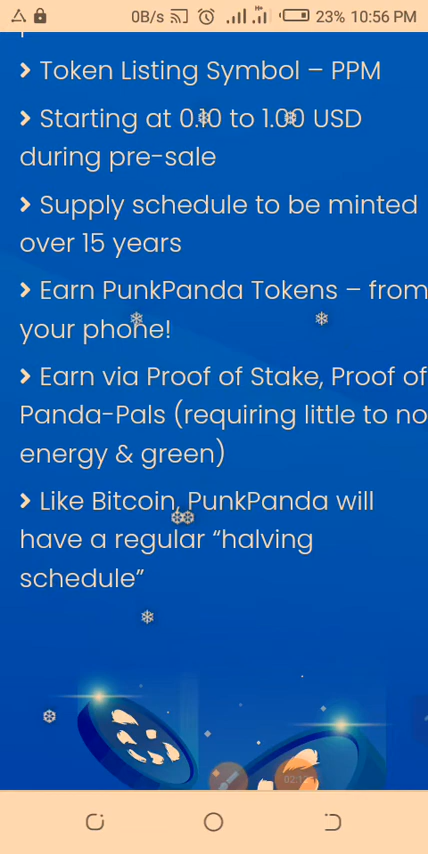 0B/s 23% 10:56 PM
Token Listing Symbol – PPM
Starting at 0.10 to 1.00 USD
during pre-sale
Supply schedule to be minted
over 15 years
Earn PunkPanda Tokens – from
your phone!
Earn via Proof of Stake, Proof of
Panda-Pals (requiring little to no
energy & green)
Like Bitcoin, PunkPanda will
have a regular “halving
schedule”